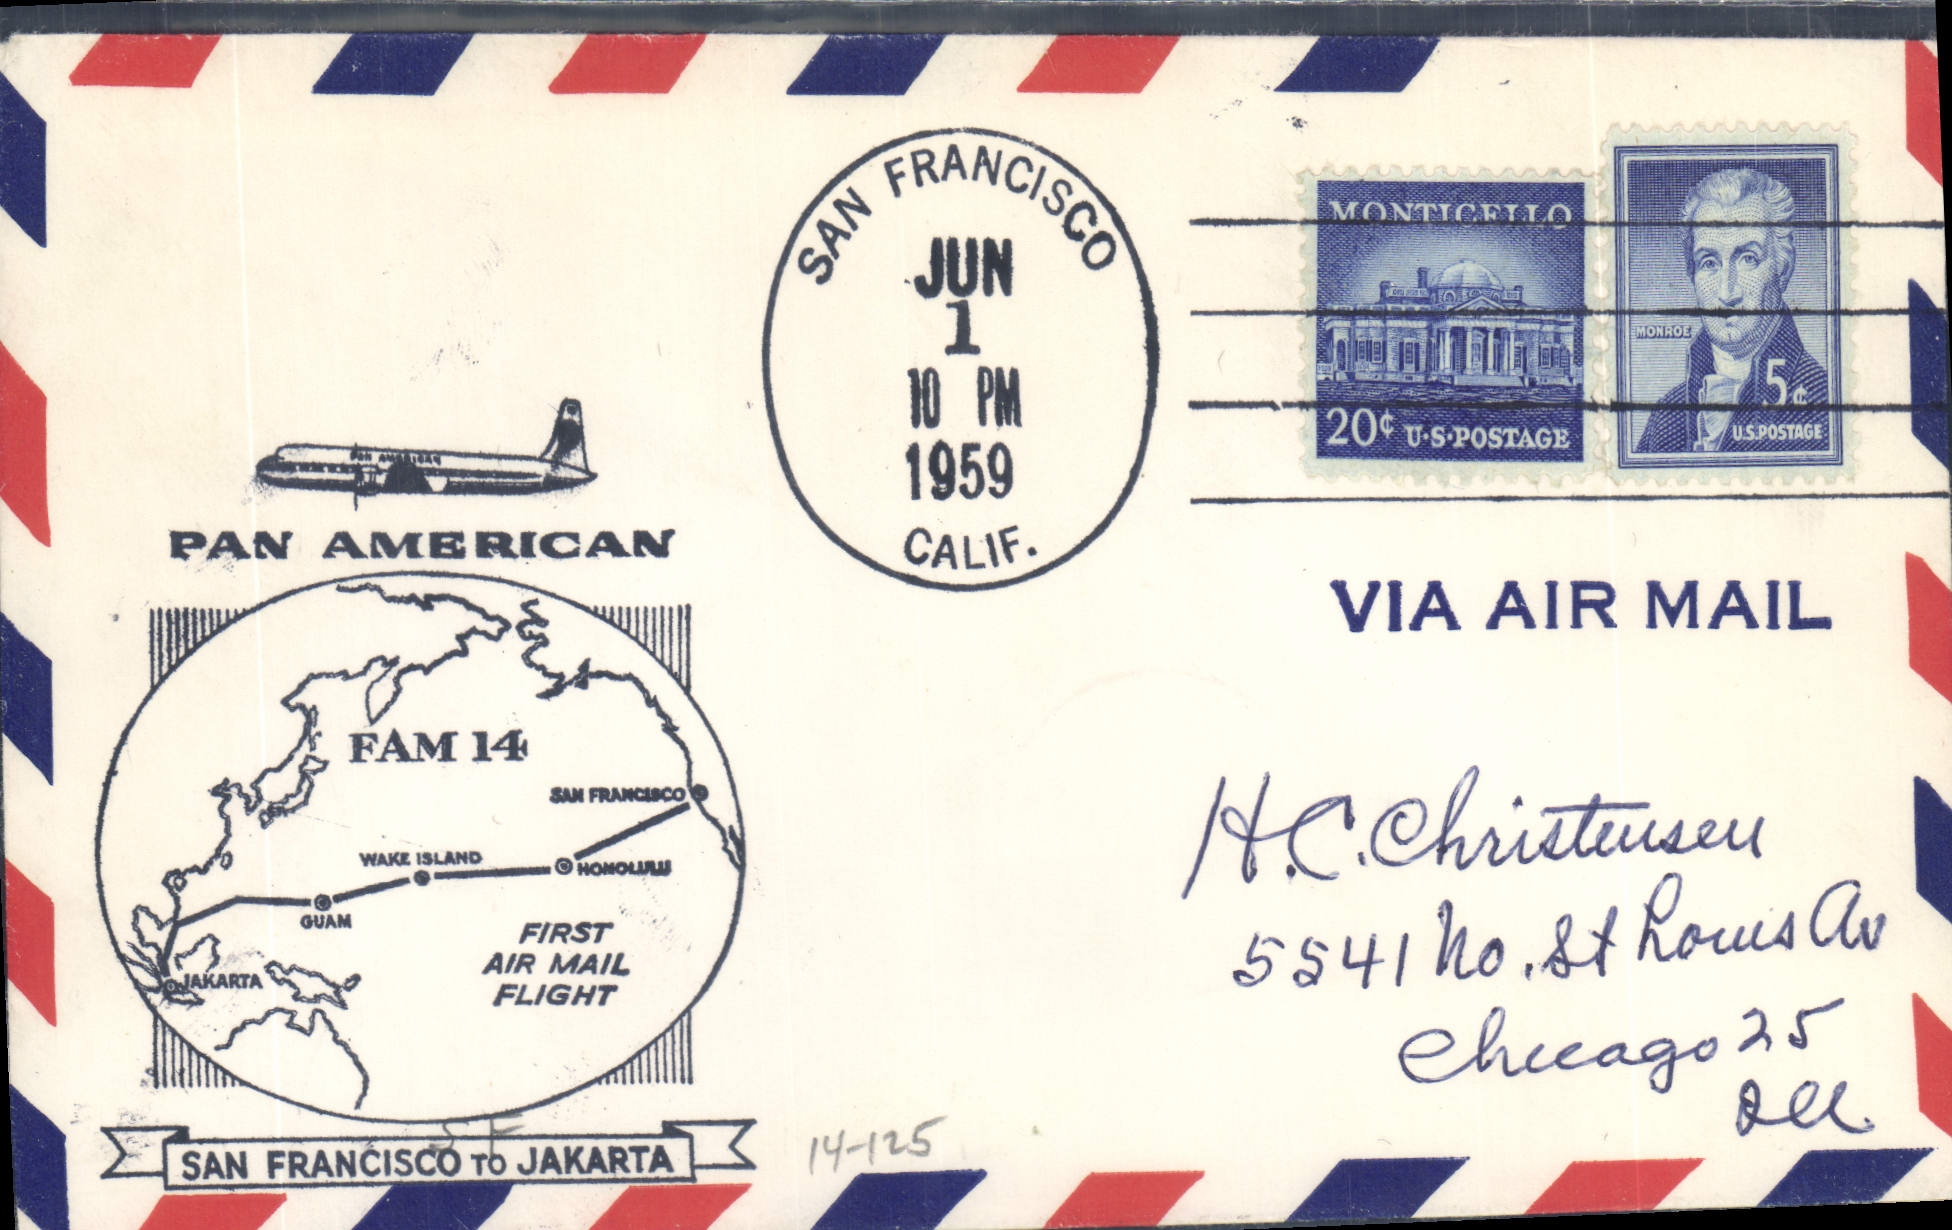 SAN FRANCISCO
JUN
1
10 PM
1959
CALIF.
MONTICELLO
20¢ U·S·POSTAGE
MONROE
5¢
U.S.POSTAGE
PAN AMERICAN
PAN AMERICAN
VIA AIR MAIL
FAM 14
SAN FRANCISCO
WAKE ISLAND
HONOLULU
GUAM
JAKARTA
FIRST
AIR MAIL
FLIGHT
SAN FRANCISCO TO JAKARTA
SF
14-125
H.C. Christensen
5541 No. St Louis Av
Chicago 25
Ill.